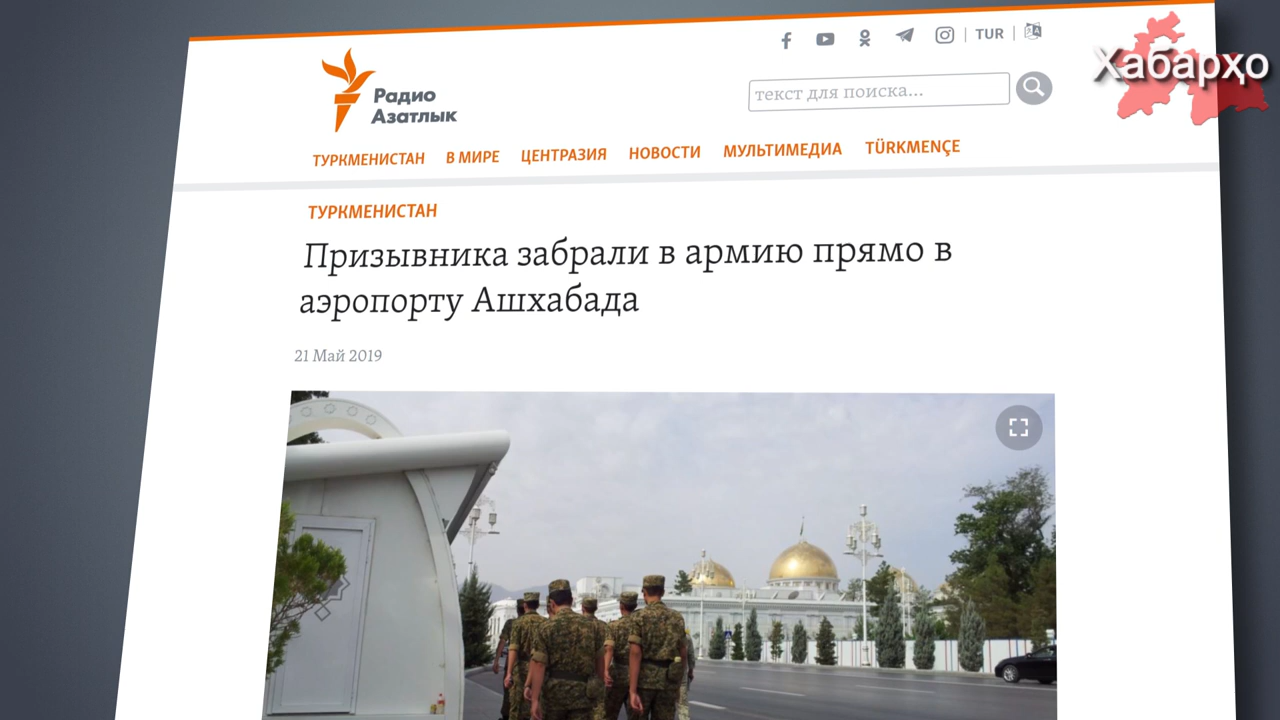 Хабарҳо
TUR
Радио
Азатлык
текст для поиска...
ТУРКМЕНИСТАН В МИРЕ ЦЕНТРАЗИЯ НОВОСТИ МУЛЬТИМЕДИА TÜRKMENÇE
ТУРКМЕНИСТАН
Призывника забрали в армию прямо в
аэропорту Ашхабада
21 Май 2019